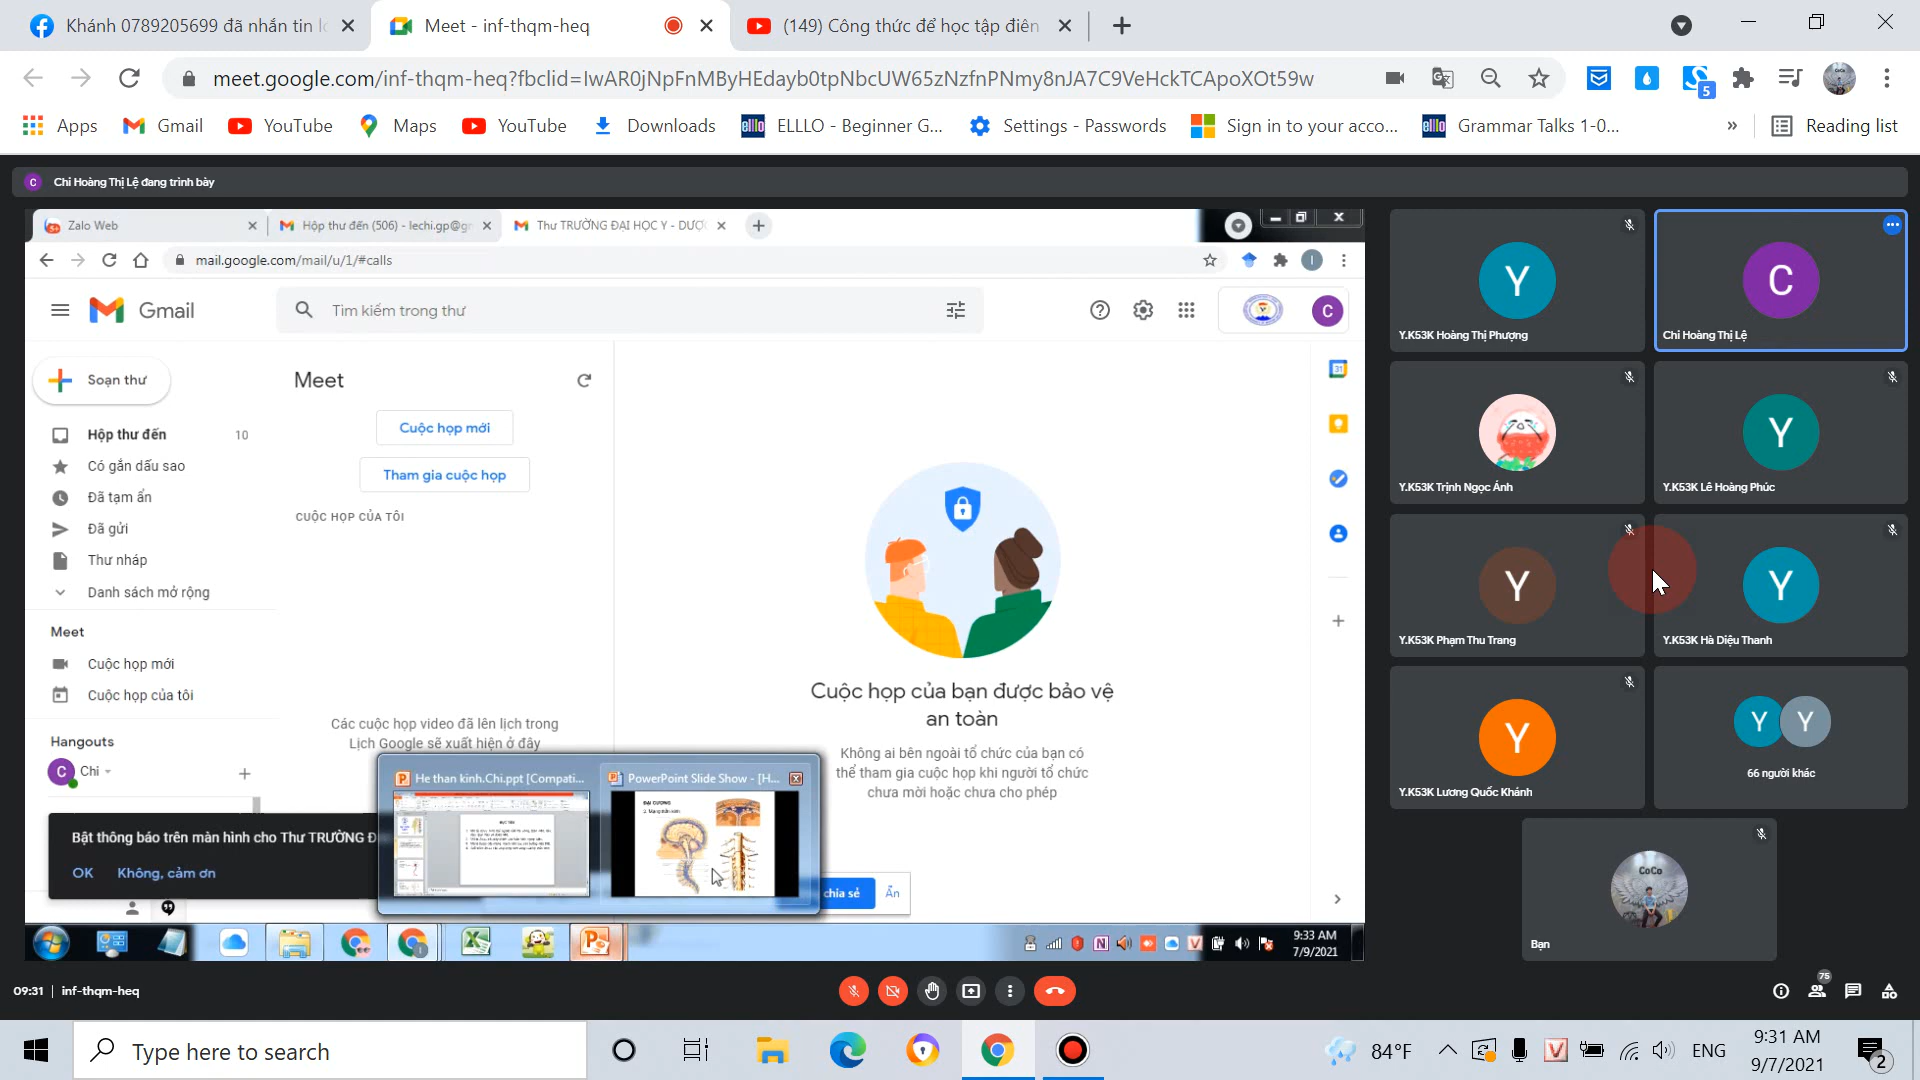 Khánh 0789205699 đã nhắn tin
Meet - inf-thqm-heq
(149) Công thức để học tập điên
meet.google.com/inf-thqm-heq?fbclid=IwAR0jNpFnMByHEdayb0tpNbcUW65zNzfnPNmy8nJA7C9VeHckTCApoXOt59w
5
Apps
Gmail
YouTube
Maps
YouTube
Downloads
elllo
ELLLO - Beginner G...
Settings - Passwords
Sign in to your acco...
elllo
Grammar Talks 1-0...
»
Reading list
C
Chi Hoàng Thị Lệ đang trình bày
Zalo Web
Hộp thư đến (506) - lechi.gp@gr
Thư TRƯỜNG ĐẠI HỌC Y - DƯỢC
mail.google.com/mail/u/1/#calls
I
Gmail
Tìm kiếm trong thư
C
Soạn thư
Hộp thư đến 10
Có gắn dấu sao
Đã tạm ẩn
Đã gửi
Thư nháp
Danh sách mở rộng
Meet
Cuộc họp mới
Cuộc họp của tôi
Hangouts
C
Chi
Meet
Cuộc họp mới
Tham gia cuộc họp
CUỘC HỌP CỦA TÔI
Các cuộc họp video đã lên lịch trong
Lịch Google sẽ xuất hiện ở đây
31
Cuộc họp của bạn được bảo vệ
an toàn
Không ai bên ngoài tổ chức của bạn có
thể tham gia cuộc họp khi người tổ chức
chưa mời hoặc chưa cho phép
Bật thông báo trên màn hình cho Thư TRƯỜNG Đ
OK
Không, cảm ơn
He than kinh.Chi.ppt [Compati...
PowerPoint Slide Show - [H...
ĐẠI CƯƠNG
chia sẻ
Ẩn
9:33 AM
7/9/2021
Y
Y.K53K Hoàng Thị Phượng
C
Chi Hoàng Thị Lệ
Y.K53K Trịnh Ngọc Ánh
Y
Y.K53K Lê Hoàng Phúc
Y
Y.K53K Phạm Thu Trang
Y
Y.K53K Hà Diệu Thanh
Y
Y.K53K Lương Quốc Khánh
Y
Y
66 người khác
CoCo
Bạn
09:31 | inf-thqm-heq
75
Type here to search
84°F
ENG
9:31 AM
9/7/2021
2